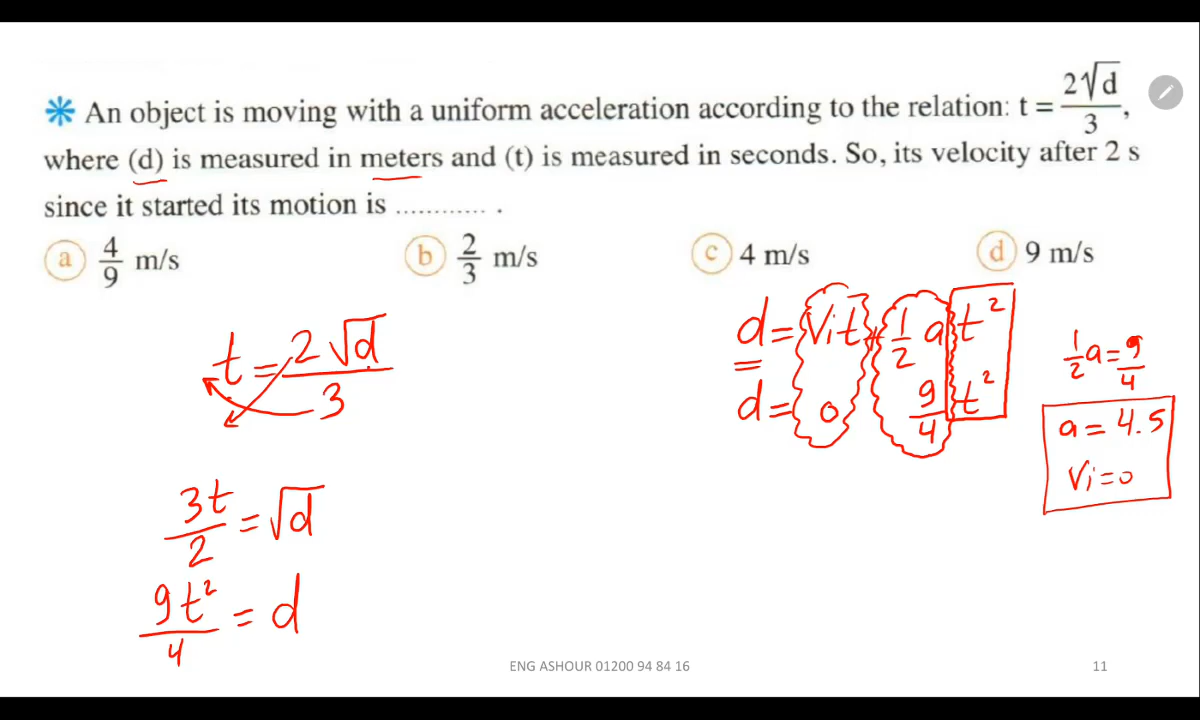 ✻ An object is moving with a uniform acceleration according to the relation: t = 2√d/3,
where (d) is measured in meters and (t) is measured in seconds. So, its velocity after 2 s
since it started its motion is ............ .
a 4/9 m/s b 2/3 m/s c 4 m/s d 9 m/s
t = 2√d/3
3t/2 = √d
9t²/4 = d
d = Vit + 1/2 a t²
d = 0 9/4 t²
1/2 a = 9/4
a = 4.5
Vi = 0
ENG ASHOUR 01200 94 84 16 11